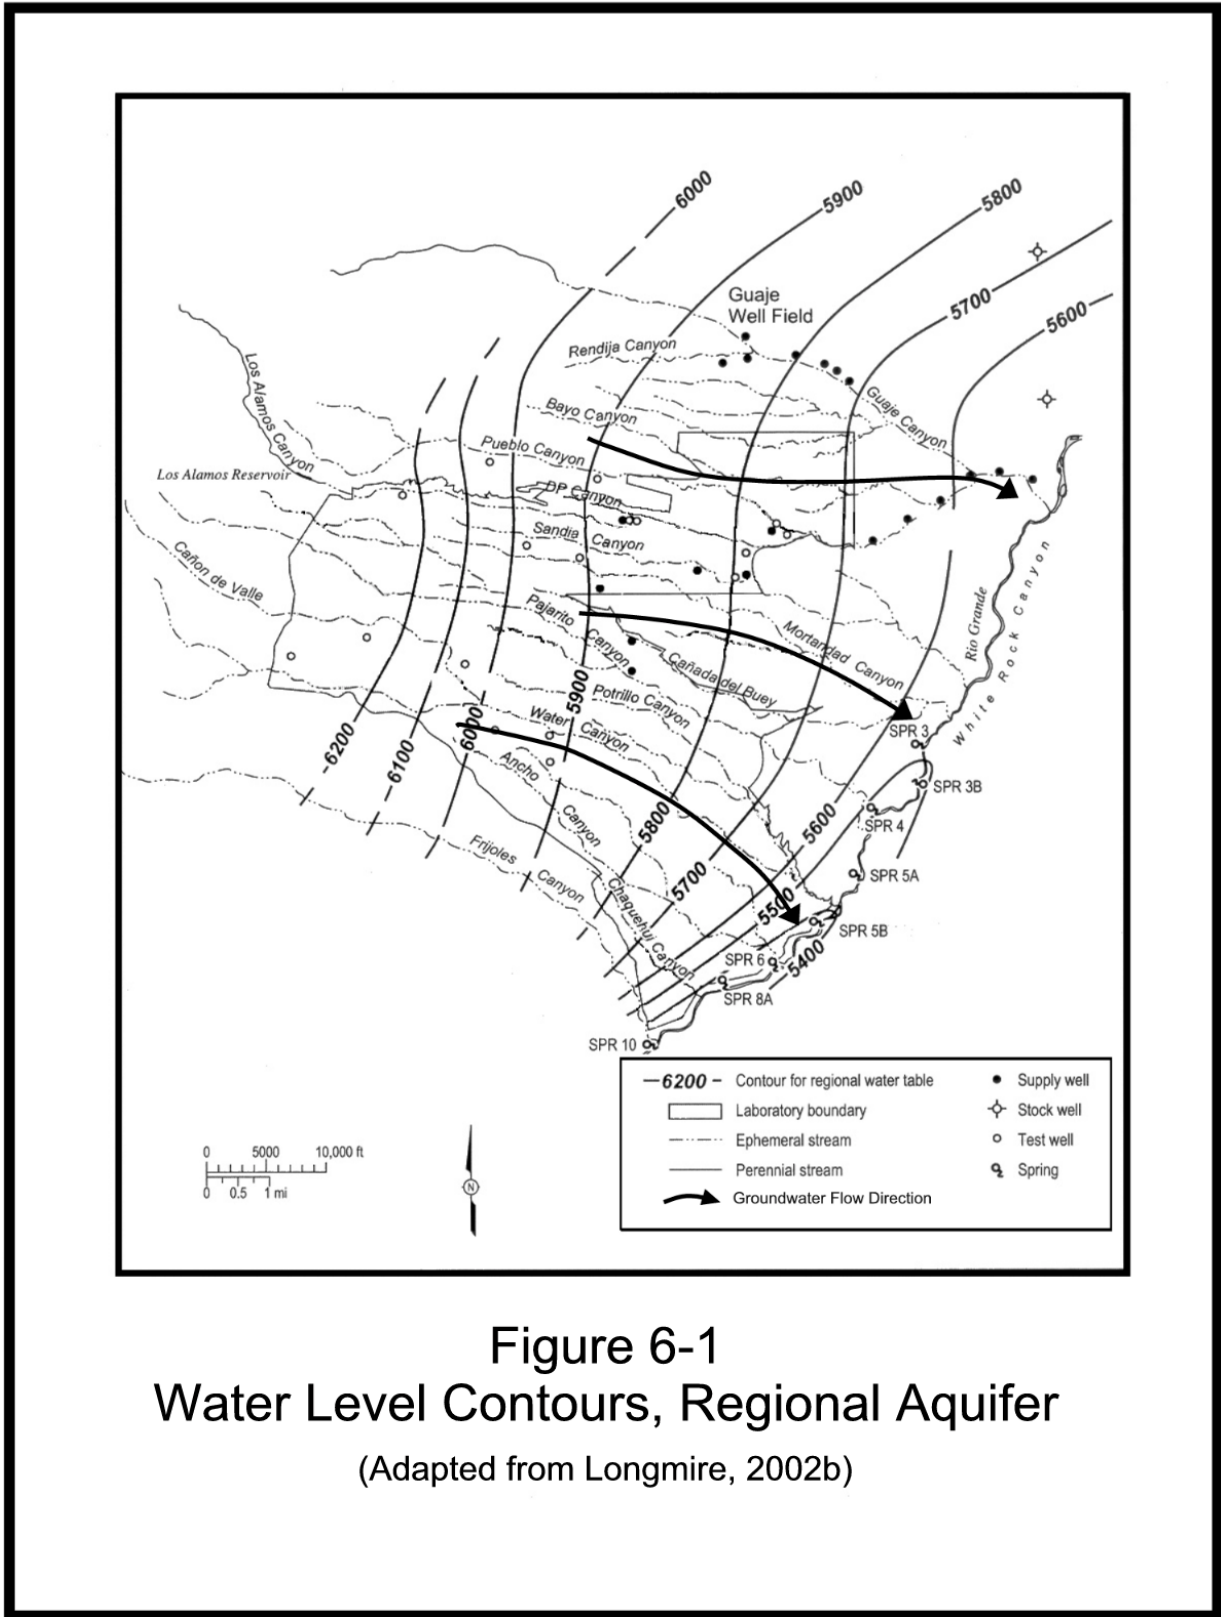 6000
5900
5800
5700
5600
Guaje
Well Field
Rendija Canyon
Guaje Canyon
Bayo Canyon
Los Alamos Canyon
Pueblo Canyon
Los Alamos Reservoir
DP Canyon
Sandia Canyon
Cañon de Valle
Pajarito Canyon
Mortandad Canyon
Rio Grande
White Rock Canyon
Cañada del Buey
Potrillo Canyon
5900
Water Canyon
6000
6100
6200
Ancho Canyon
SPR 3
SPR 3B
SPR 4
5600
5800
5700
5500
5400
Frijoles Canyon
Chaquehui Canyon
SPR 5A
SPR 5B
SPR 6
SPR 8A
SPR 10
6200 Contour for regional water table
Laboratory boundary
Ephemeral stream
Perennial stream
Groundwater Flow Direction
Supply well
Stock well
Test well
Spring
0 5000 10,000 ft
0 0.5 1 mi
N
Figure 6-1
Water Level Contours, Regional Aquifer
(Adapted from Longmire, 2002b)